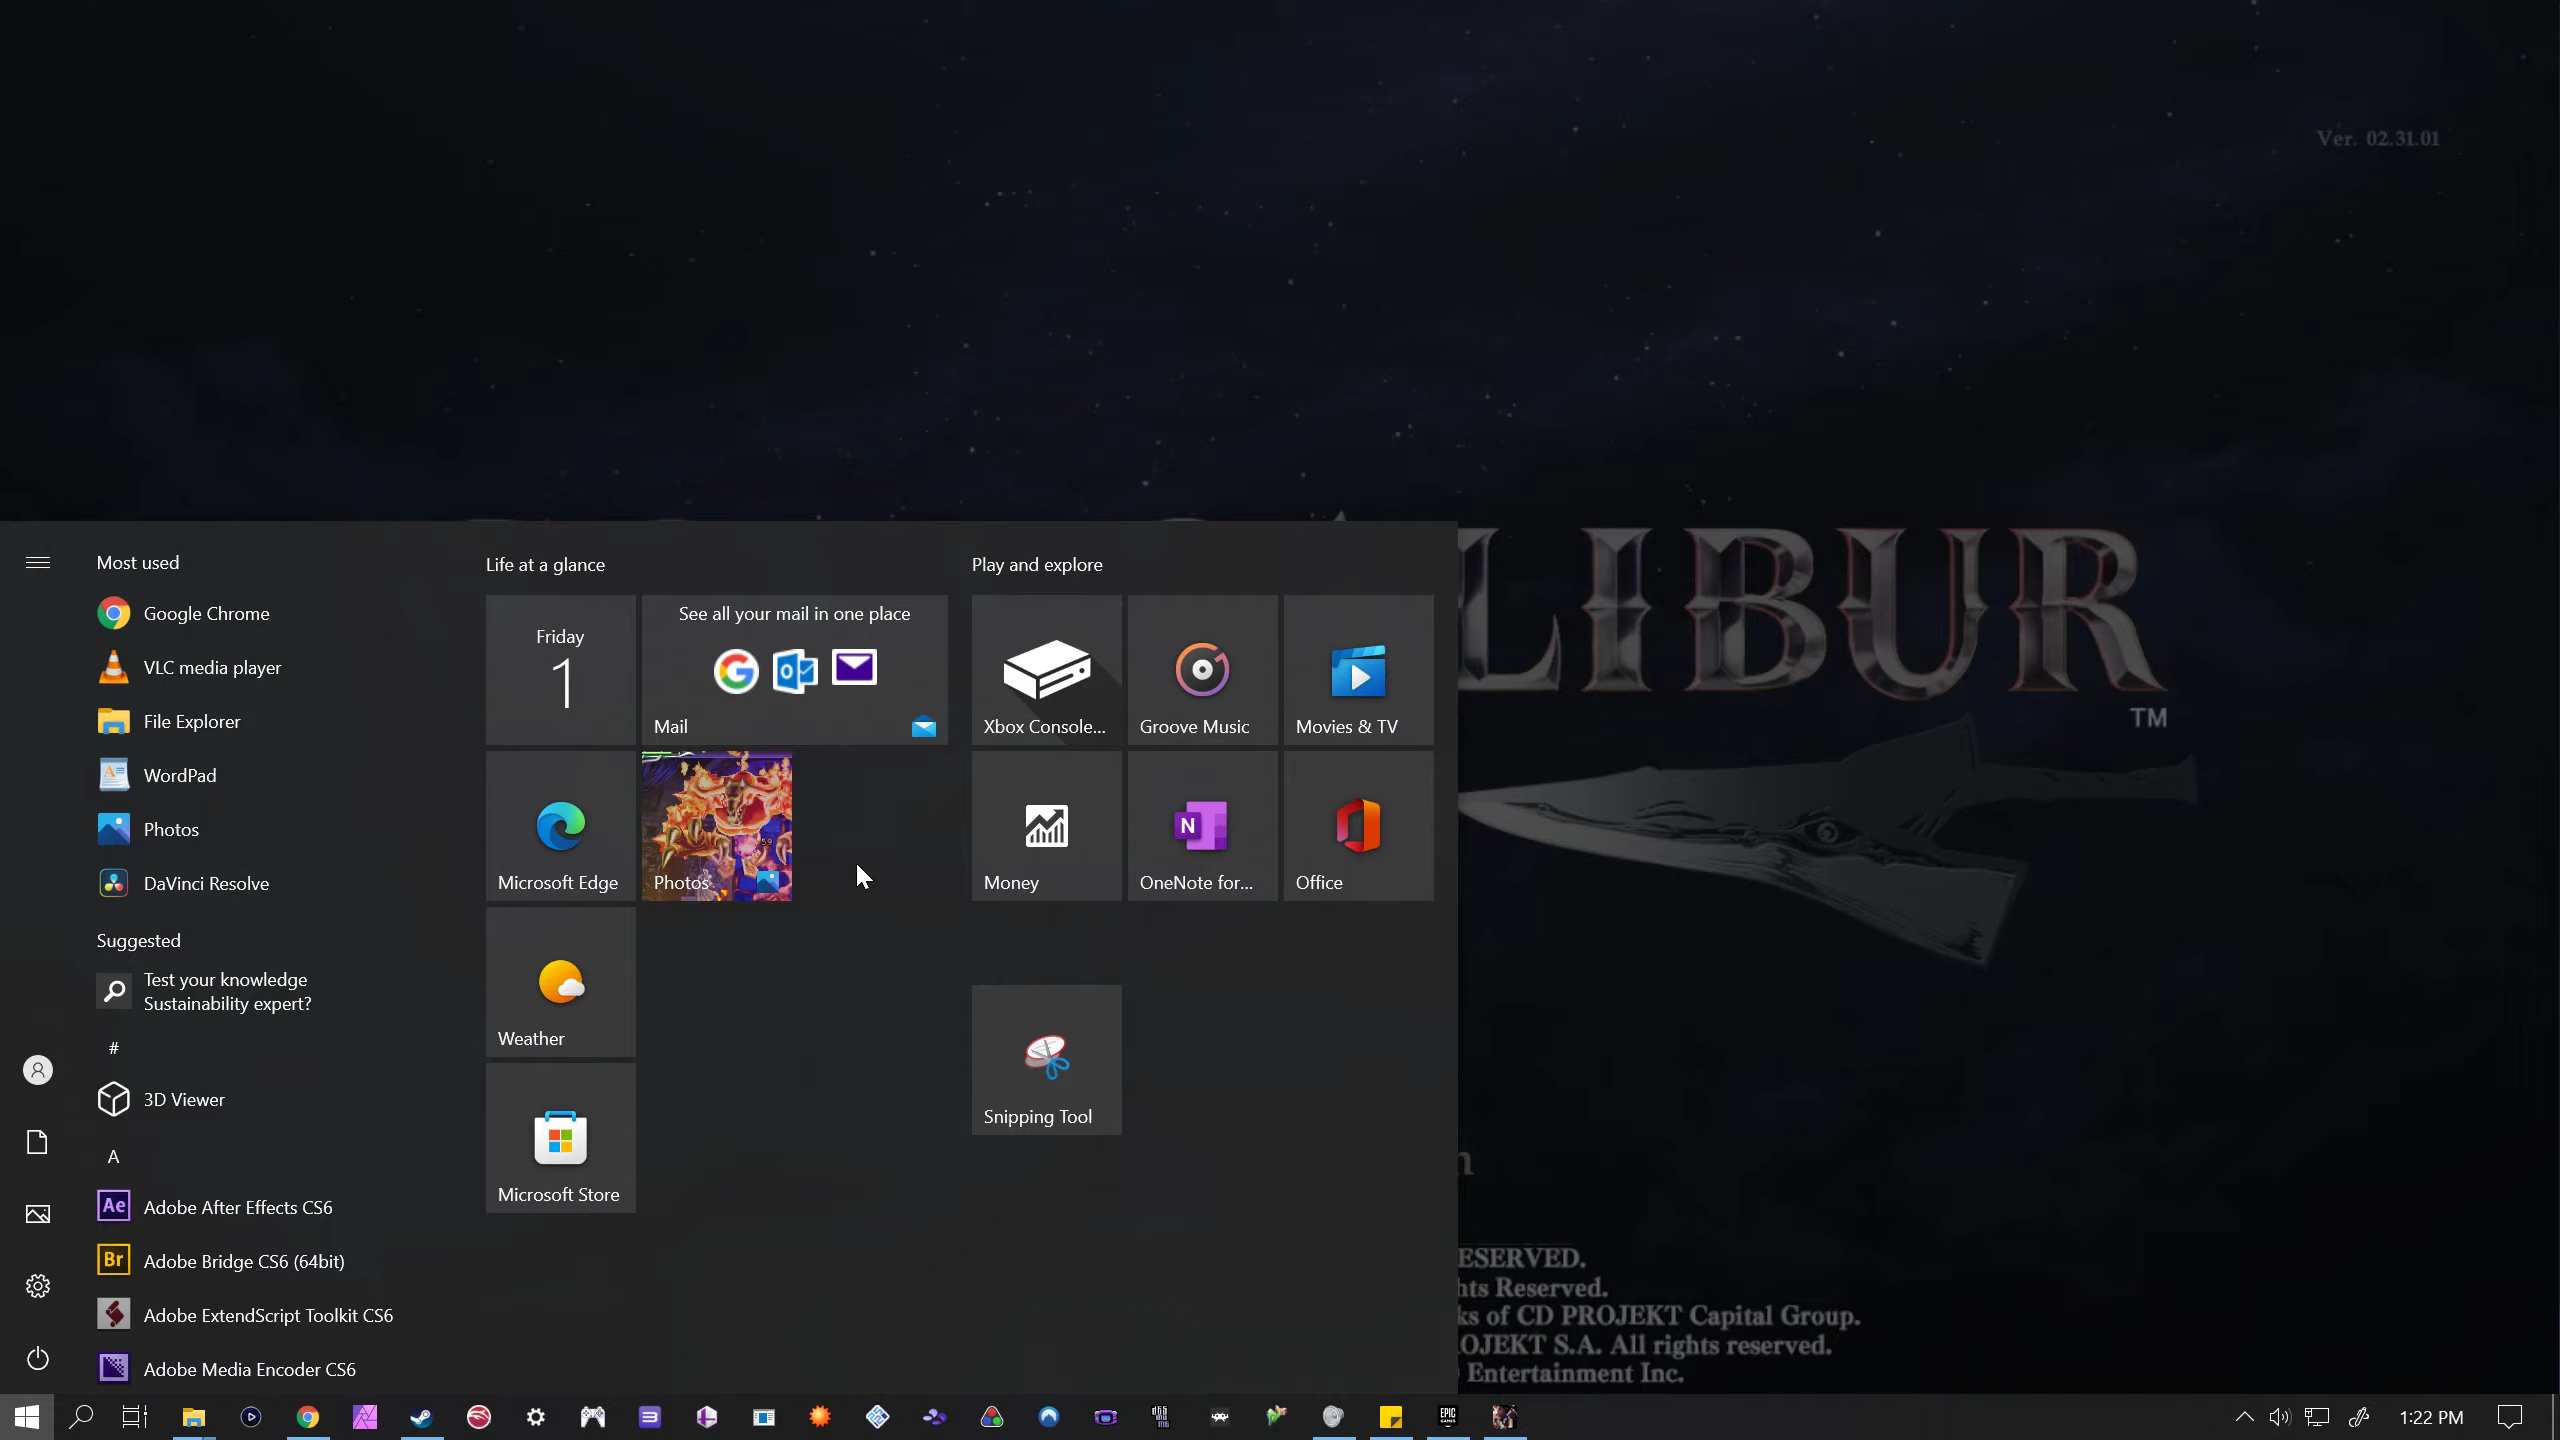 Ver. 02.31.01
LIBUR
TM
Most used
Google Chrome
VLC media player
File Explorer
WordPad
Photos
DaVinci Resolve
Suggested
Test your knowledge
Sustainability expert?
#
3D Viewer
A
Ae Adobe After Effects CS6
Br Adobe Bridge CS6 (64bit)
Adobe ExtendScript Toolkit CS6
Adobe Media Encoder CS6
Life at a glance
Friday
1
See all your mail in one place
Mail
Microsoft Edge
Photos
Weather
Microsoft Store
Play and explore
Xbox Console...
Groove Music
Movies & TV
Money
N
OneNote for...
Office
Snipping Tool
n
ESERVED.
hts Reserved.
ks of CD PROJEKT Capital Group.
OJEKT S.A. All rights reserved.
Entertainment Inc.
EPIC
GAMES
1:22 PM